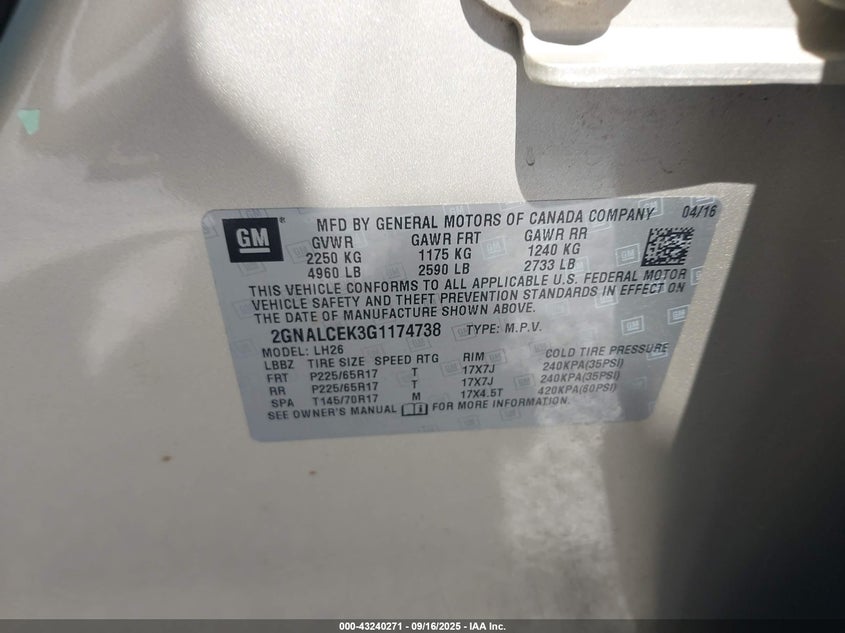 GM ®
MFD BY GENERAL MOTORS OF CANADA COMPANY 04/16
GVWR GAWR FRT GAWR RR
2250 KG 1175 KG 1240 KG
4960 LB 2590 LB 2733 LB
THIS VEHICLE CONFORMS TO ALL APPLICABLE U.S. FEDERAL MOTOR
VEHICLE SAFETY AND THEFT PREVENTION STANDARDS IN EFFECT ON
THE DATE OF MANUFACTURE SHOWN ABOVE.
2GNALCEK3G1174738 TYPE: M.P.V.
MODEL: LH26
LBBZ TIRE SIZE SPEED RTG RIM COLD TIRE PRESSURE
FRT P225/65R17 T 17X7J 240KPA(35PSI)
RR P225/65R17 T 17X7J 240KPA(35PSI)
SPA T145/70R17 M 17X4.5T 420KPA(60PSI)
SEE OWNER'S MANUAL FOR MORE INFORMATION.
000-43240271 - 09/16/2025 - IAA Inc.